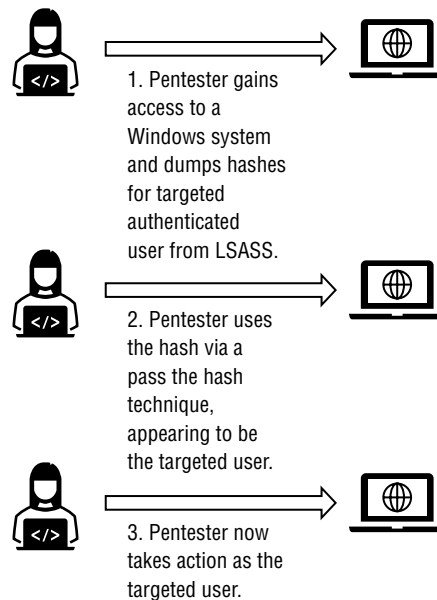 </>
1. Pentester gains
access to a
Windows system
and dumps hashes
for targeted
authenticated
user from LSASS.
</>
2. Pentester uses
the hash via a
pass the hash
technique,
appearing to be
the targeted user.
</>
3. Pentester now
takes action as the
targeted user.